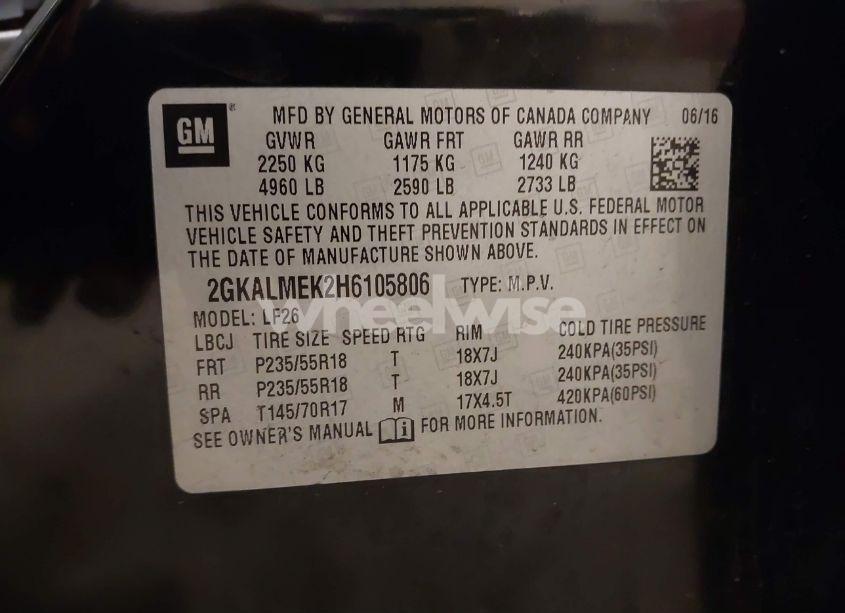 GM
®
MFD BY GENERAL MOTORS OF CANADA COMPANY 06/16
GVWR GAWR FRT GAWR RR
2250 KG 1175 KG 1240 KG
4960 LB 2590 LB 2733 LB
THIS VEHICLE CONFORMS TO ALL APPLICABLE U.S. FEDERAL MOTOR
VEHICLE SAFETY AND THEFT PREVENTION STANDARDS IN EFFECT ON
THE DATE OF MANUFACTURE SHOWN ABOVE.
2GKALMEK2H6105806 TYPE: M.P.V.
wheelwise
MODEL: LF26
LBCJ TIRE SIZE SPEED RTG RIM COLD TIRE PRESSURE
FRT P235/55R18 T 18X7J 240KPA(35PSI)
RR P235/55R18 T 18X7J 240KPA(35PSI)
SPA T145/70R17 M 17X4.5T 420KPA(60PSI)
SEE OWNER'S MANUAL i FOR MORE INFORMATION.